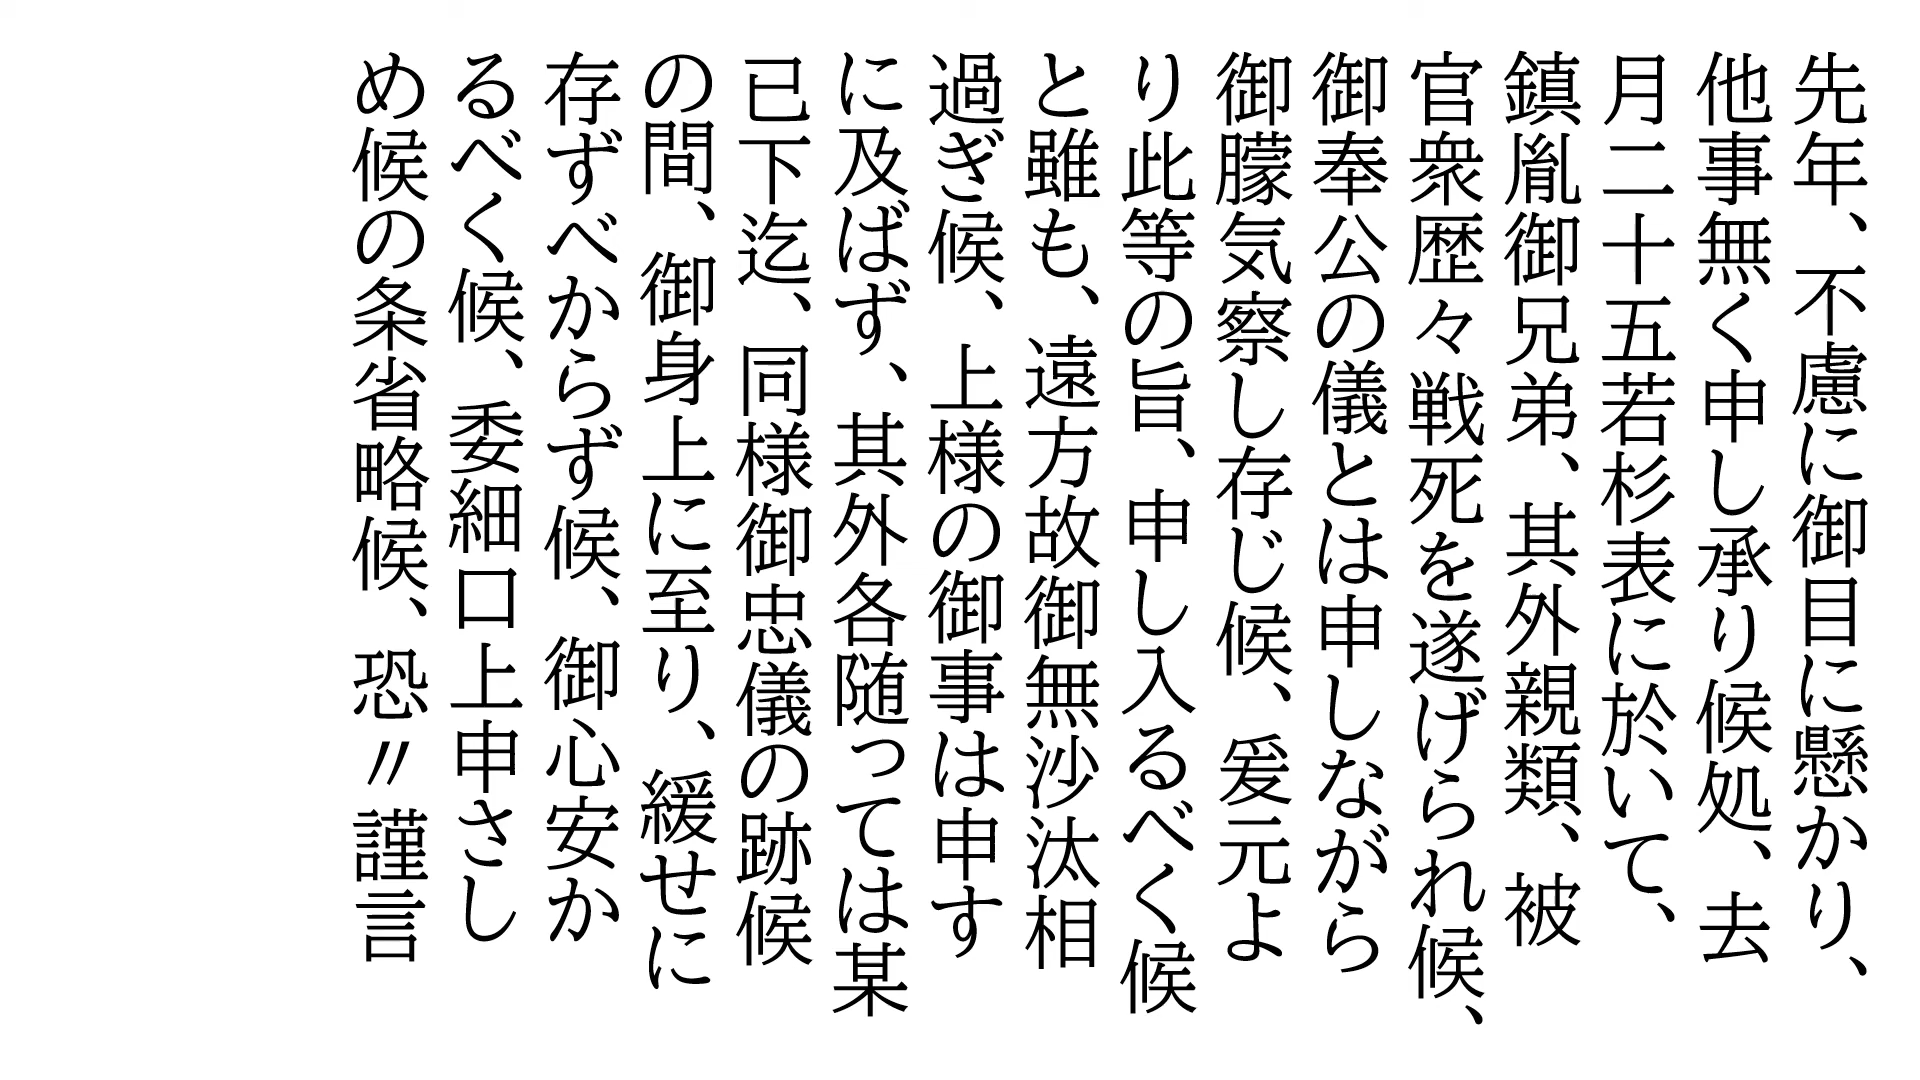 先年、不慮に御目に懸かり、
他事無く申し承り候処、去
月二十五若杉表に於いて、
鎮胤御兄弟、其外親類、被
官衆歴々戦死を遂げられ候、
御奉公の儀とは申しながら
御朦気察し存じ候、爰元よ
り此等の旨、申し入るべく候
と雖も、遠方故御無沙汰相
過ぎ候、上様の御事は申す
に及ばず、其外各随っては某
已下迄、同様御忠儀の跡候
の間、御身上に至り、緩せに
存ずべからず候、御心安か
るべく候、委細口上申さし
め候の条省略候、恐〃謹言